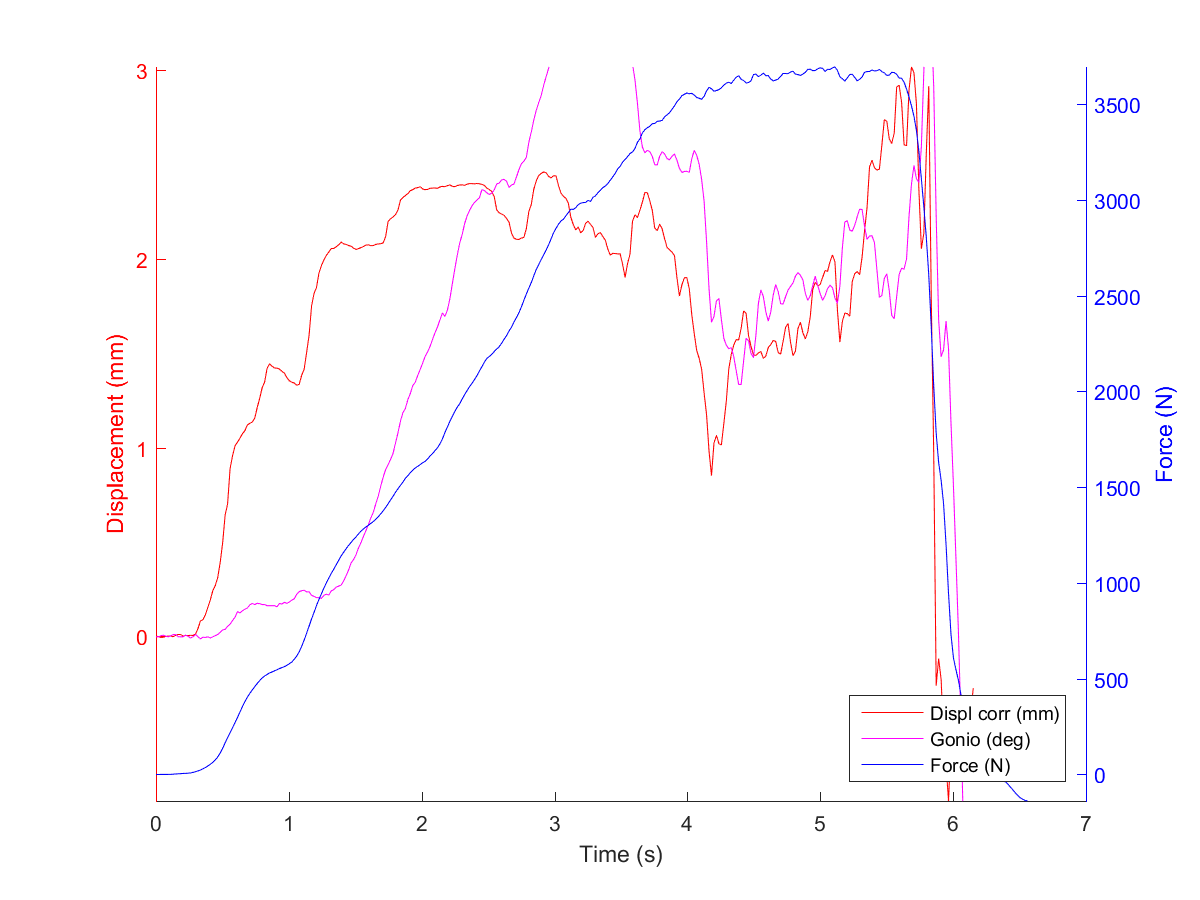 3
2
1
0
Displacement (mm)
3500
3000
2500
2000
1500
1000
500
0
Force (N)
Displ corr (mm)
Gonio (deg)
Force (N)
0 1 2 3 4 5 6 7
Time (s)